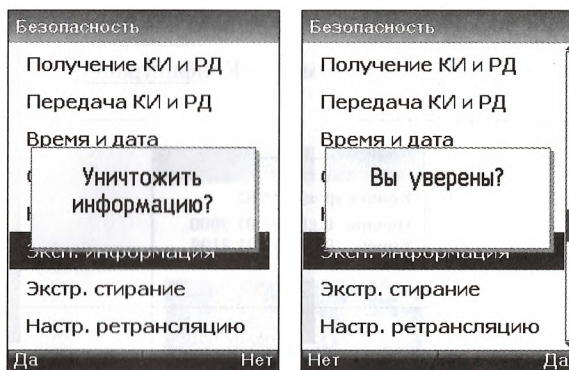 Безопасность
Получение КИ и РД
Передача КИ и РД
Время и дата
Уничтожить
информацию?
Эксп. информация
Экстр. стирание
Настр. ретрансляцию
Да Нет
Безопасность
Получение КИ и РД
Передача КИ и РД
Время и дата
Вы уверены?
Эксп. информация
Экстр. стирание
Настр. ретрансляцию
Нет Да